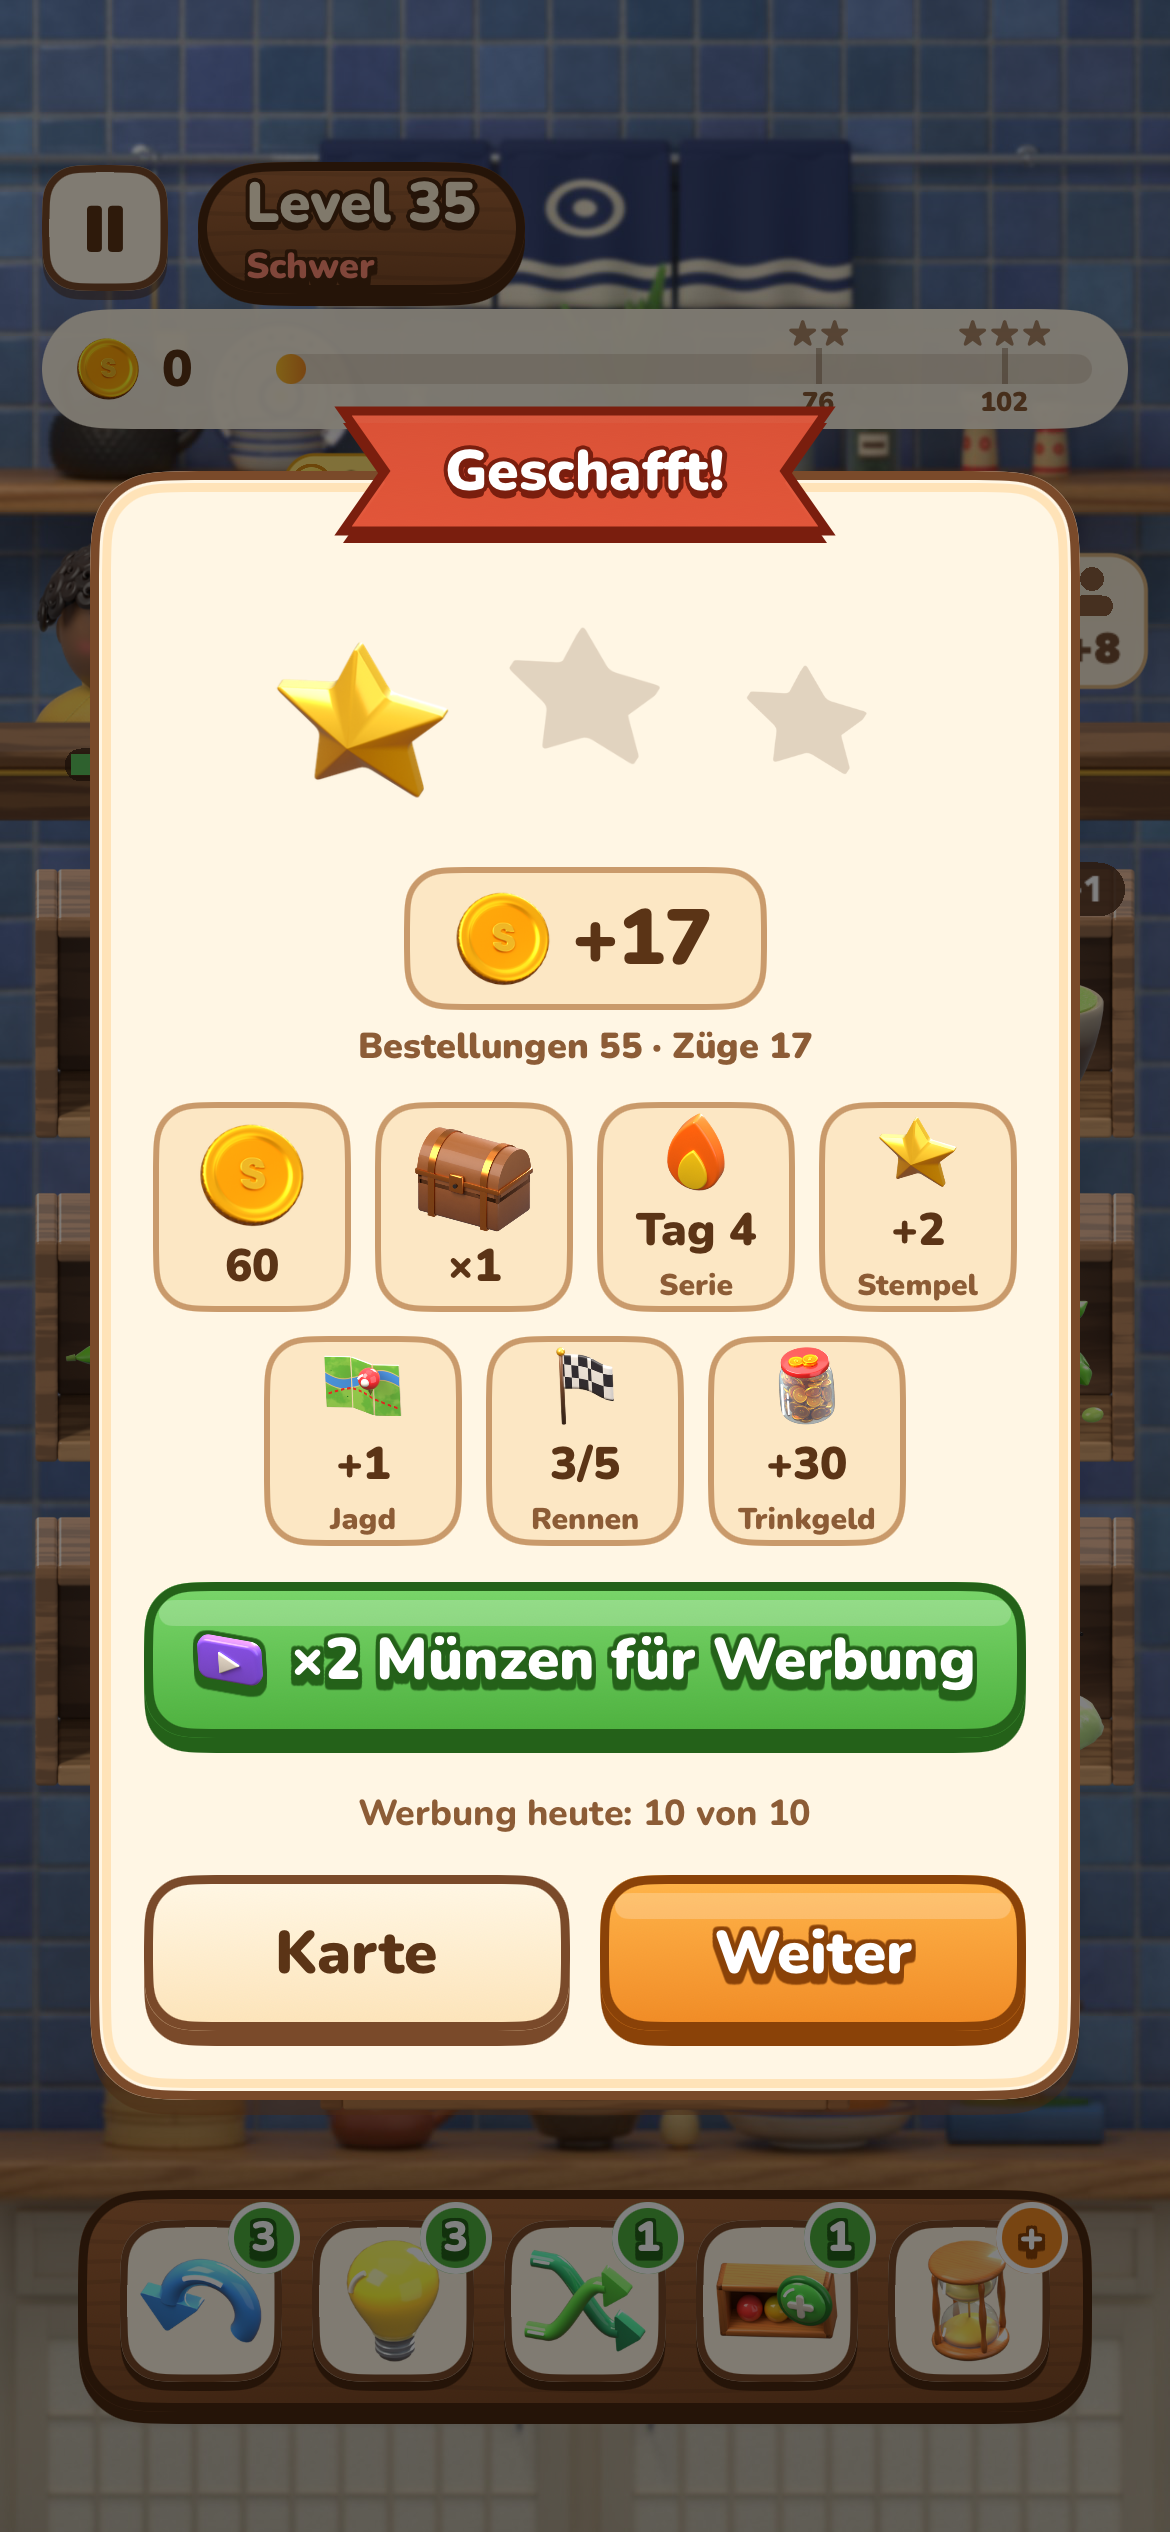 Level 35
Schwer
0
76
102
Geschafft!
+8
+17
Bestellungen 55 · Züge 17
60
×1
Tag 4
Serie
+2
Stempel
+1
Jagd
3/5
Rennen
+30
Trinkgeld
×2 Münzen für Werbung
Werbung heute: 10 von 10
Karte
Weiter
3
3
1
1
+